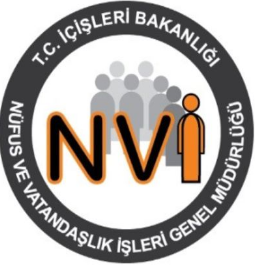 T.C. İÇİŞLERİ BAKANLIĞI
NVİ
NÜFUS VE VATANDAŞLIK İŞLERİ GENEL MÜDÜRLÜĞÜ